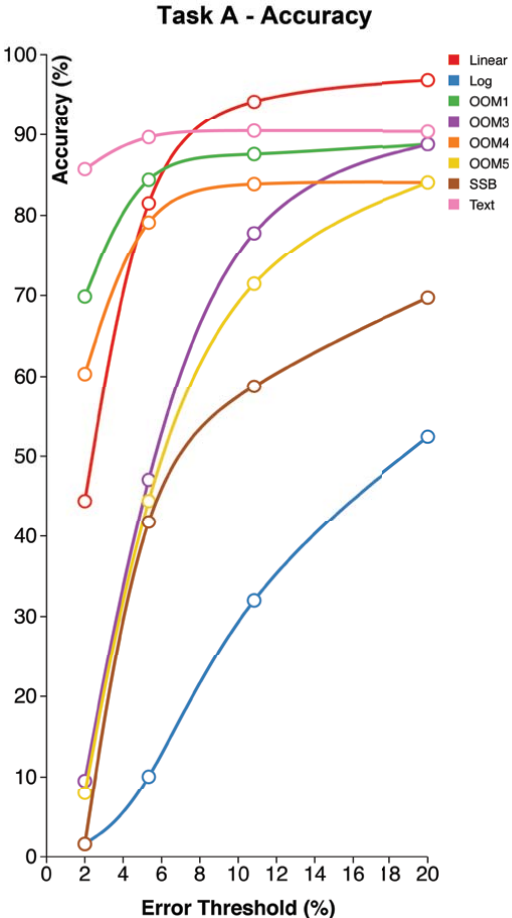 Task A - Accuracy
100
90
80
70
60
50
40
30
20
10
0
Accuracy (%)
0 2 4 6 8 10 12 14 16 18 20
Error Threshold (%)
Linear
Log
OOM1
OOM3
OOM4
OOM5
SSB
Text